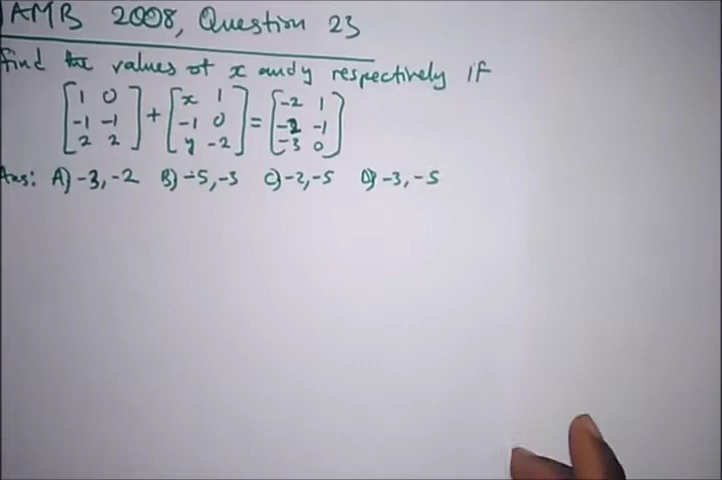 JAMB 2008, Question 23
Find the values of x and y respectively if
[1 0; -1 -1; 2 2] + [x 1; -1 0; y -2] = [-2 1; -2 -1; -3 0]
Ans: A) -3, -2 B) -5, -3 C) -2, -5 D) -3, -5